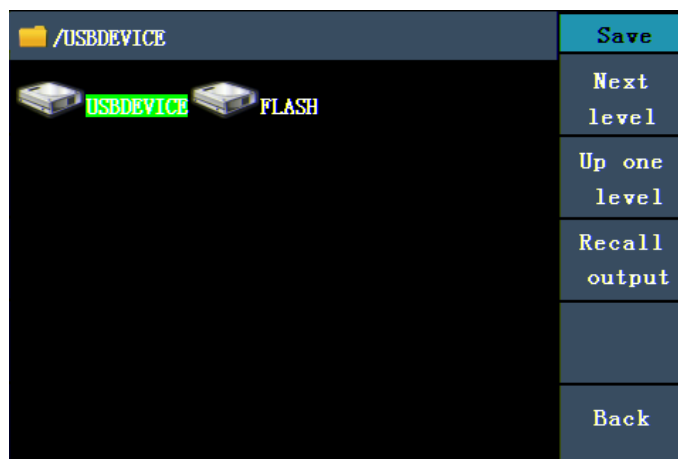 /USBDEVICE
Save
USBDEVICE FLASH
Next
level
Up one
level
Recall
output
Back